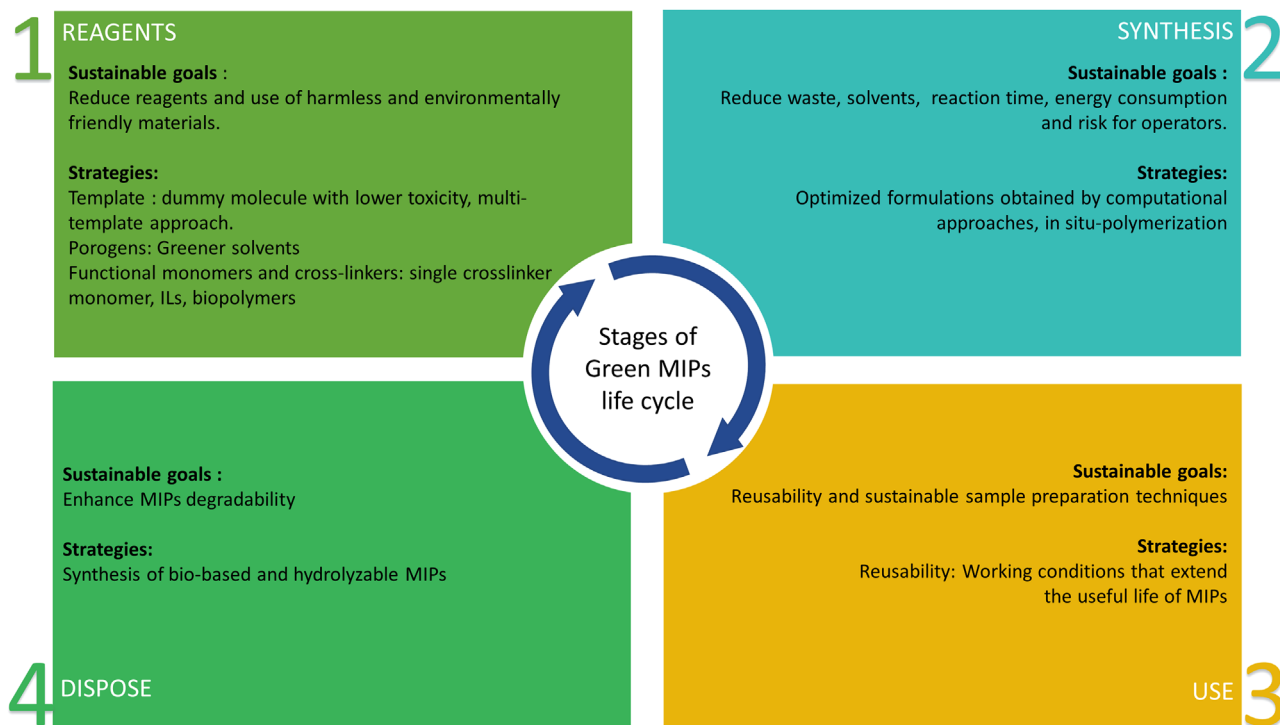 1
REAGENTS
Sustainable goals :
Reduce reagents and use of harmless and environmentally
friendly materials.
Strategies:
Template : dummy molecule with lower toxicity, multi-
template approach.
Porogens: Greener solvents
Functional monomers and cross-linkers: single crosslinker
monomer, ILs, biopolymers
SYNTHESIS
2
Sustainable goals :
Reduce waste, solvents, reaction time, energy consumption
and risk for operators.
Strategies:
Optimized formulations obtained by computational
approaches, in situ-polymerization
Stages of
Green MIPs
life cycle
Sustainable goals:
Reusability and sustainable sample preparation techniques
Strategies:
Reusability: Working conditions that extend
the useful life of MIPs
USE
3
Sustainable goals :
Enhance MIPs degradability
Strategies:
Synthesis of bio-based and hydrolyzable MIPs
4
DISPOSE